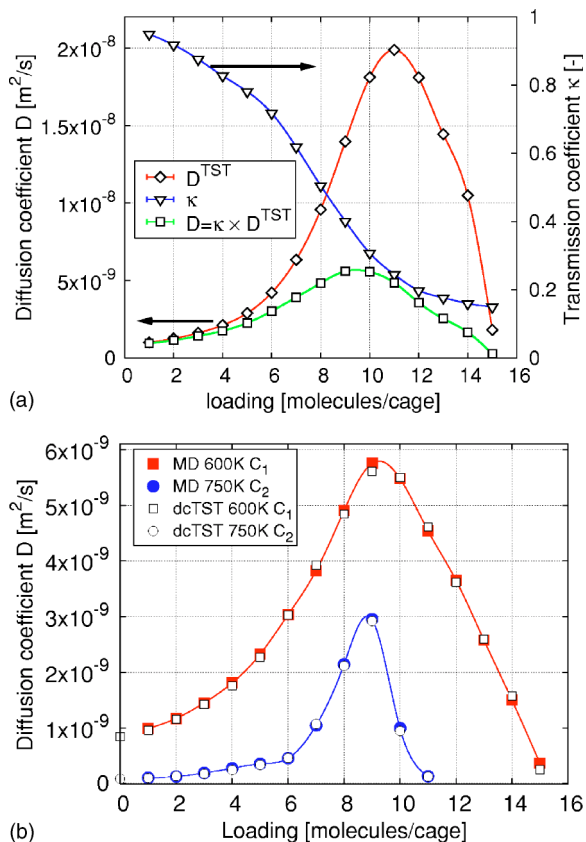 Diffusion coefficient D [m²/s]
2x10⁻⁸
1.5x10⁻⁸
1x10⁻⁸
5x10⁻⁹
0
Transmission coefficient κ [-]
1
0.8
0.6
0.4
0.2
0
D^TST
κ
D=κ × D^TST
0 2 4 6 8 10 12 14 16
loading [molecules/cage]
(a)
Diffusion coefficient D [m²/s]
6x10⁻⁹
5x10⁻⁹
4x10⁻⁹
3x10⁻⁹
2x10⁻⁹
1x10⁻⁹
0
MD 600K C₁
MD 750K C₂
dcTST 600K C₁
dcTST 750K C₂
0 2 4 6 8 10 12 14 16
Loading [molecules/cage]
(b)